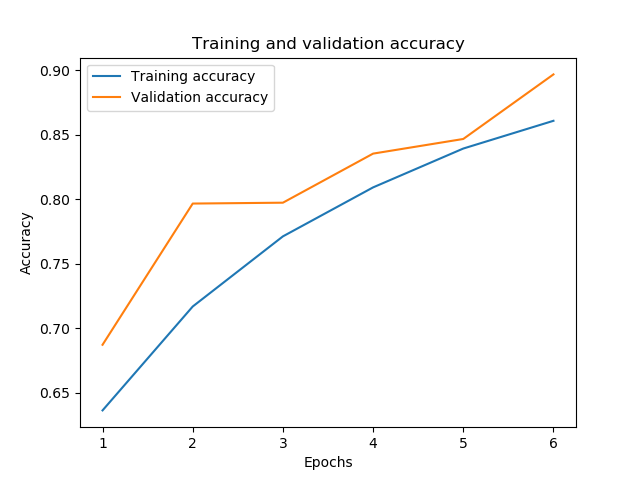 Training and validation accuracy
Training accuracy
Validation accuracy
0.90
0.85
0.80
0.75
0.70
0.65
Accuracy
1 2 3 4 5 6
Epochs